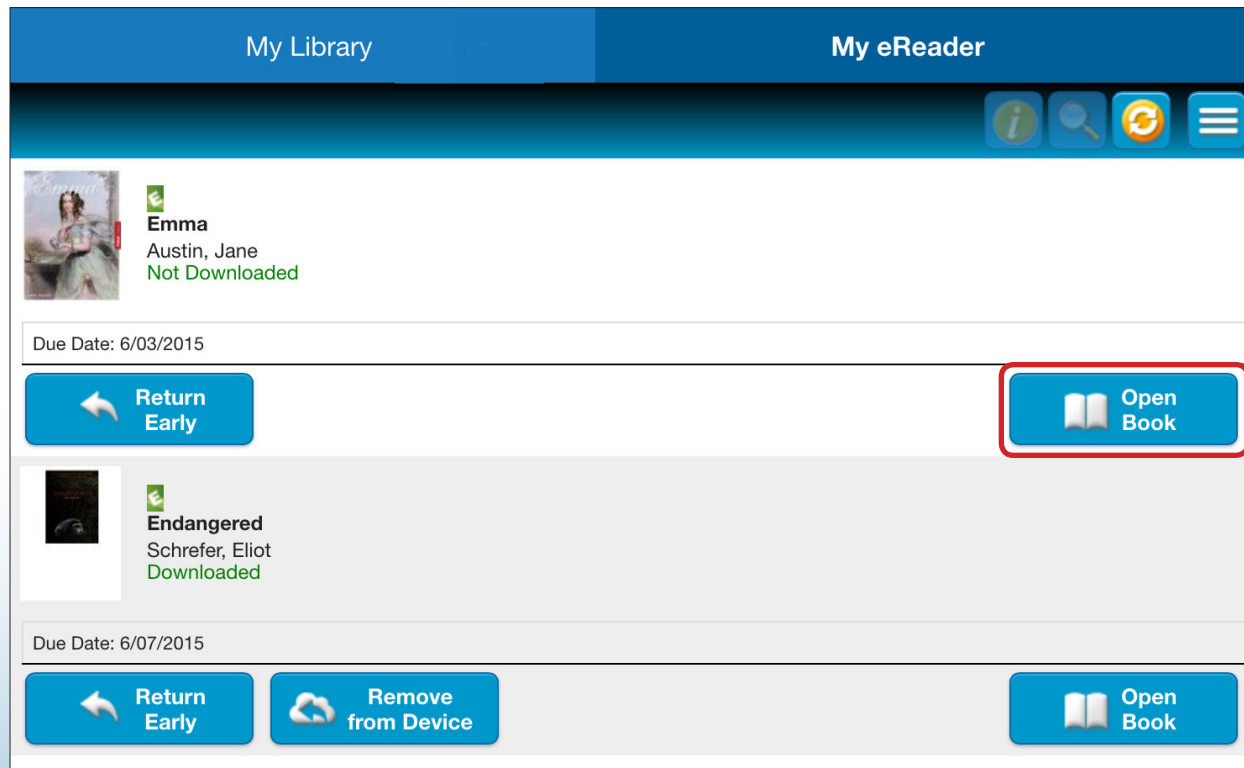 My Library
My eReader
Emma
Emma
Austin, Jane
Not Downloaded
Due Date: 6/03/2015
Return
Early
Open
Book
Endangered
Schrefer, Eliot
Downloaded
Due Date: 6/07/2015
Return
Early
Remove
from Device
Open
Book